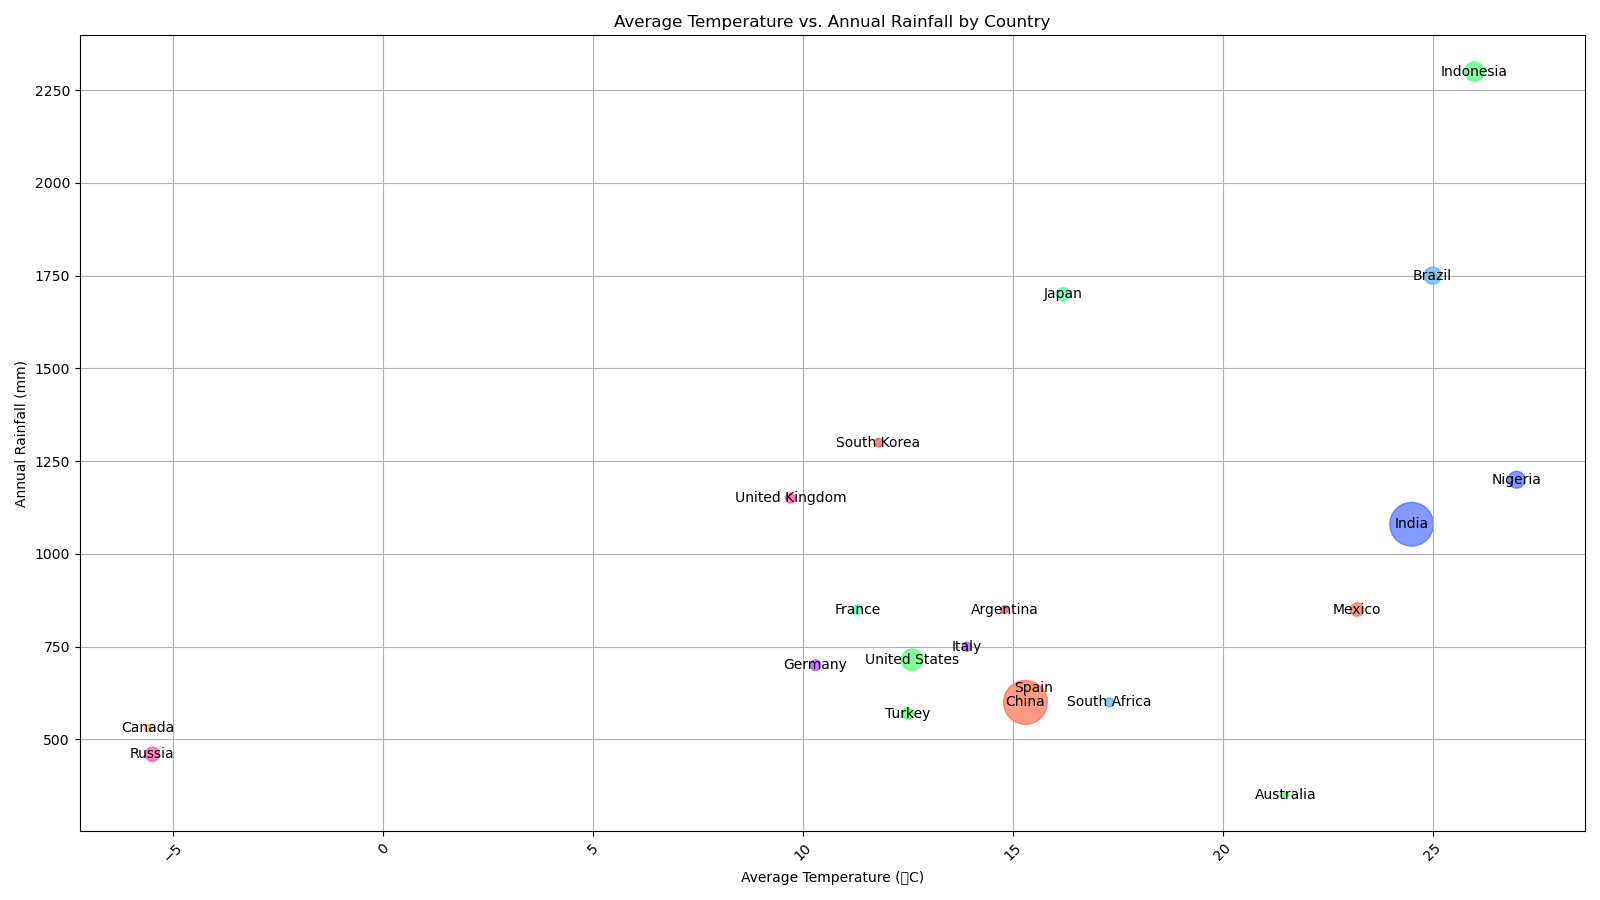 Average Temperature vs. Annual Rainfall by Country
Indonesia
2250
2000
Brazil
1750
Japan
1500
Annual Rainfall (mm)
South Korea
1250
Nigeria
United Kingdom
India
1000
France
Argentina
Mexico
750
Italy
United States
Germany
Spain
China
South Africa
Turkey
Canada
500
Russia
Australia
−5
0
5
10
15
20
25
Average Temperature (▯C)